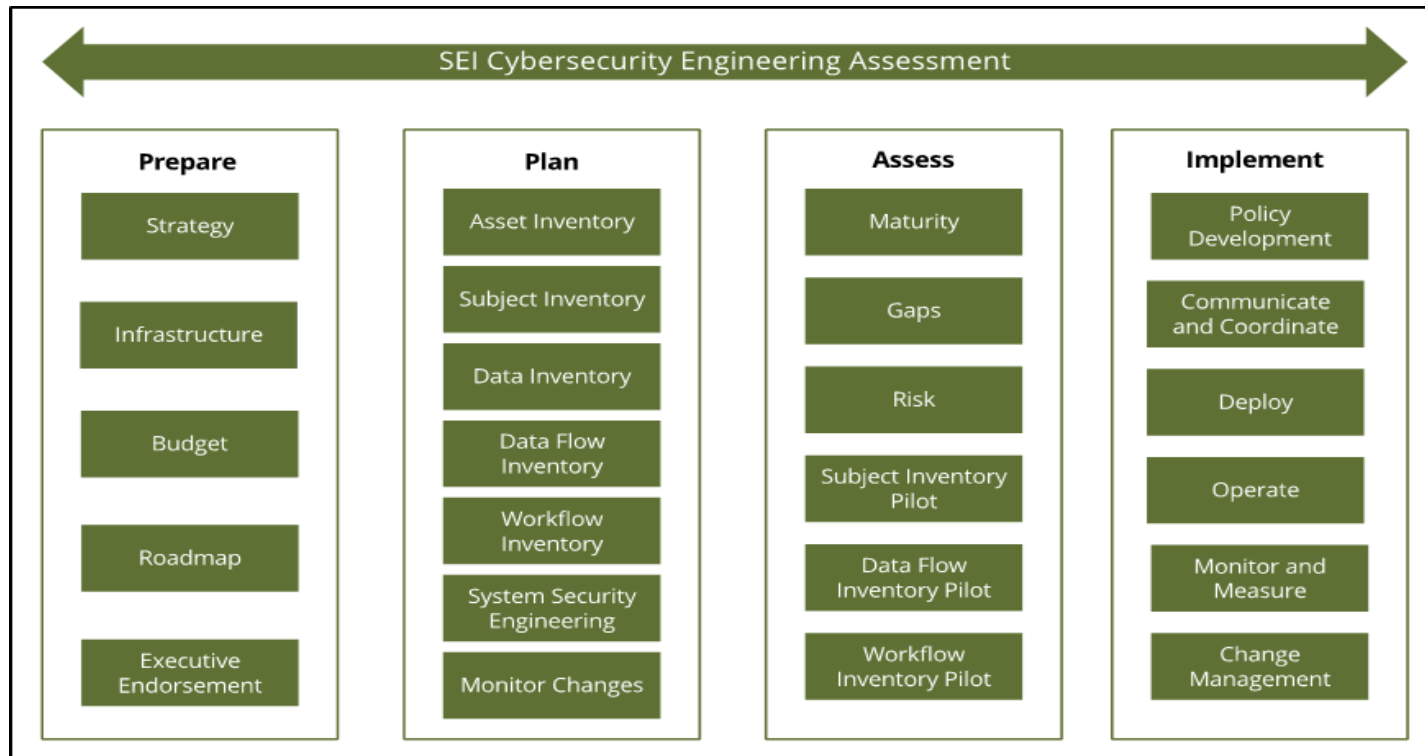 SEI Cybersecurity Engineering Assessment
Prepare
Strategy
Infrastructure
Budget
Roadmap
Executive
Endorsement
Plan
Asset Inventory
Subject Inventory
Data Inventory
Data Flow
Inventory
Workflow
Inventory
System Security
Engineering
Monitor Changes
Assess
Maturity
Gaps
Risk
Subject Inventory
Pilot
Data Flow
Inventory Pilot
Workflow
Inventory Pilot
Implement
Policy
Development
Communicate
and Coordinate
Deploy
Operate
Monitor and
Measure
Change
Management